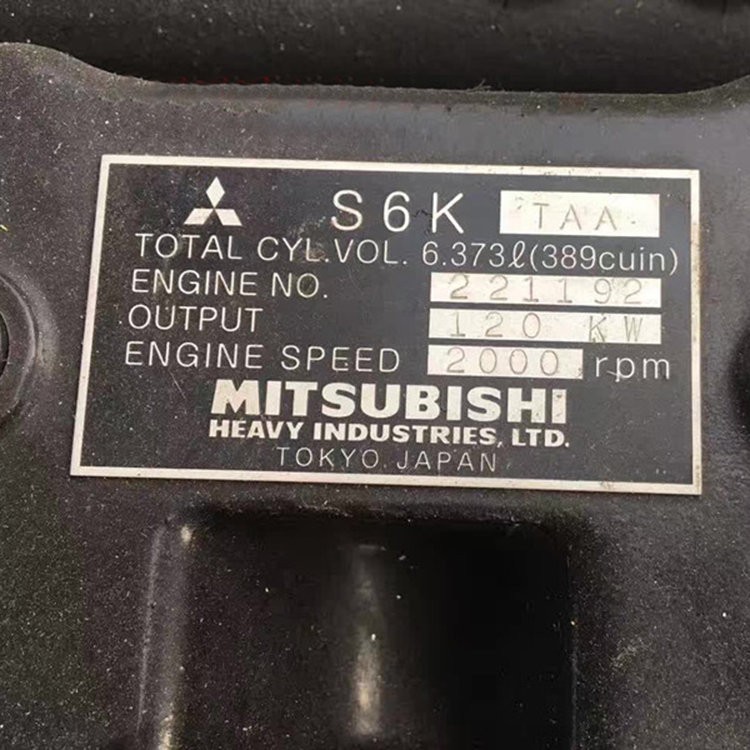 S6K TAA
TOTAL CYL.VOL. 6.373ℓ(389cuin)
ENGINE NO. 221192
OUTPUT 120 KW
ENGINE SPEED 2000 rpm
MITSUBISHI
HEAVY INDUSTRIES, LTD.
TOKYO, JAPAN